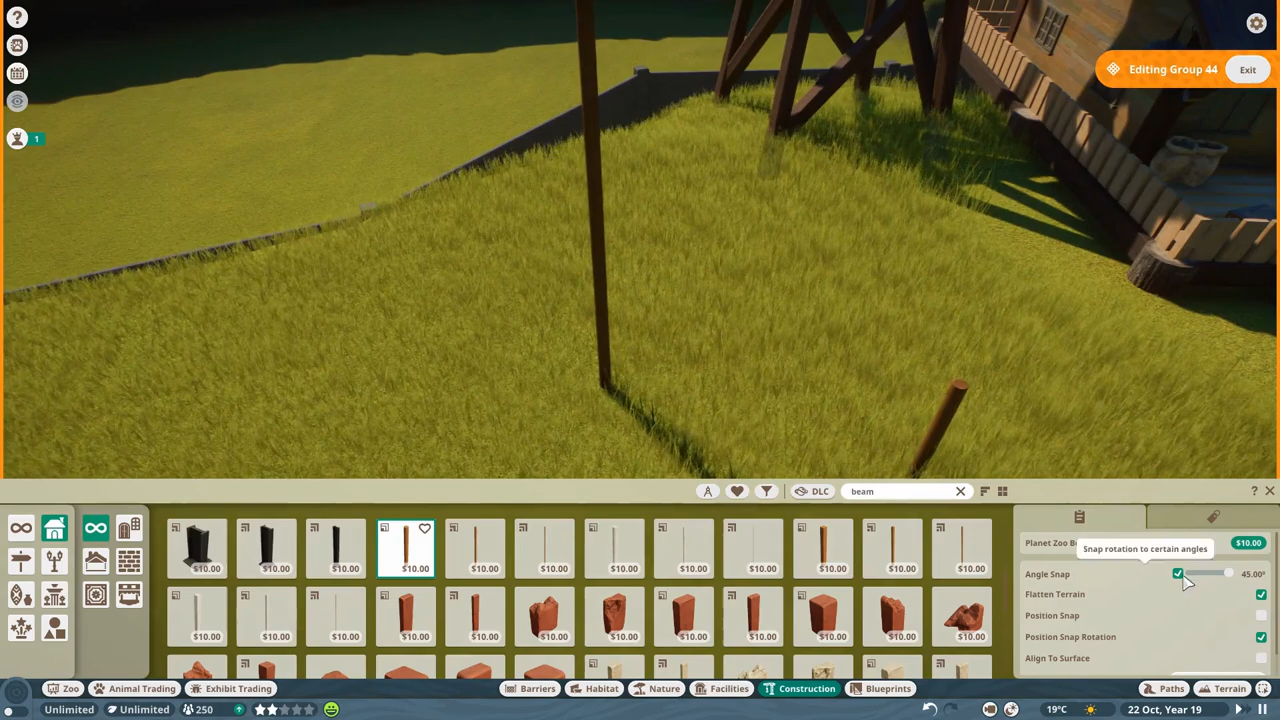 ?
Editing Group 44
Exit
1
DLC
beam
?
$10.00 $10.00 $10.00 $10.00 $10.00 $10.00 $10.00 $10.00 $10.00 $10.00 $10.00 $10.00
$10.00 $10.00 $10.00 $10.00 $10.00 $10.00 $10.00 $10.00 $10.00 $10.00 $10.00 $10.00
Planet Zoo
$10.00
Snap rotation to certain angles
Angle Snap
45.00°
Flatten Terrain
Position Snap
Position Snap Rotation
Align To Surface
Zoo
Animal Trading
Exhibit Trading
Barriers
Habitat
Nature
Facilities
Construction
Blueprints
Paths
Terrain
Unlimited
Unlimited
250
19°C
22 Oct, Year 19